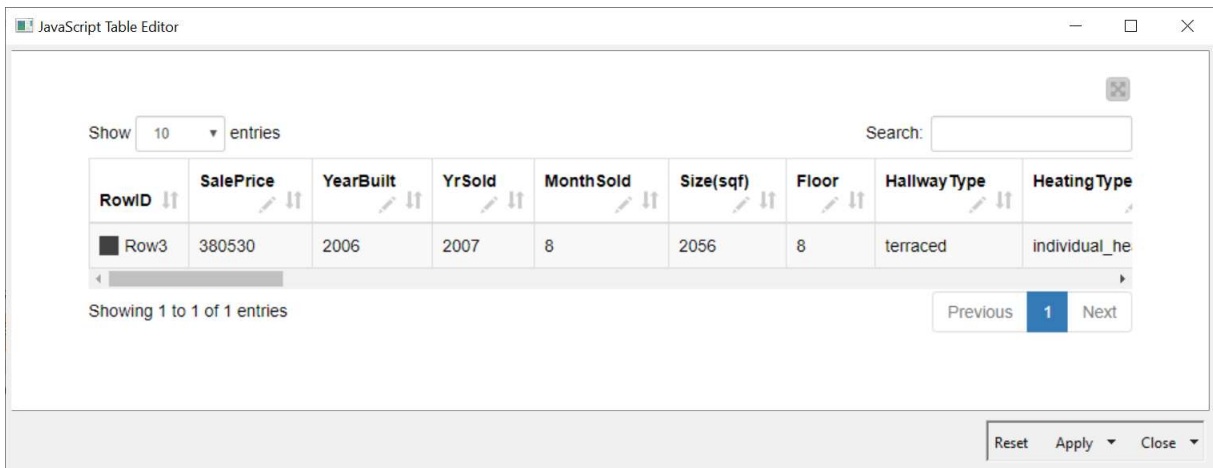 JavaScript Table Editor
Show 10 entries Search:
RowID SalePrice YearBuilt YrSold MonthSold Size(sqf) Floor HallwayType HeatingType
Row3 380530 2006 2007 8 2056 8 terraced individual_he
Showing 1 to 1 of 1 entries Previous 1 Next
Reset Apply Close